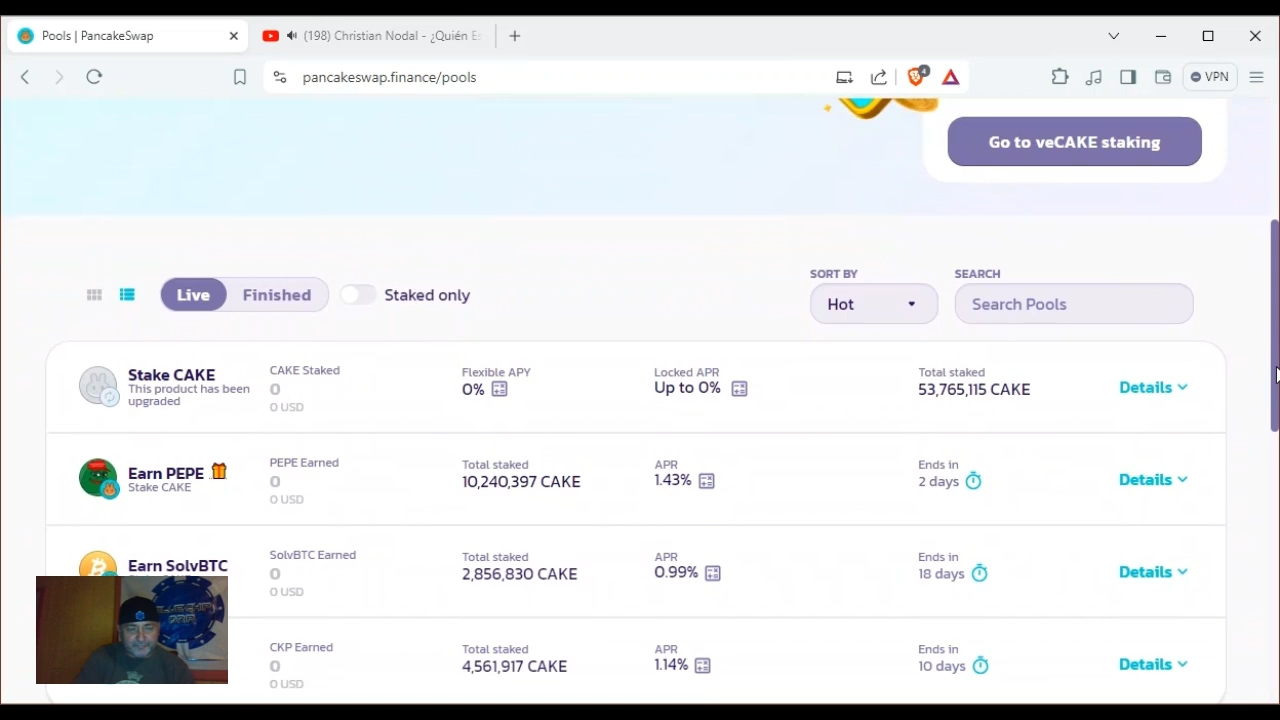 Pools | PancakeSwap
(198) Christian Nodal - ¿Quién Es
pancakeswap.finance/pools
4
VPN
Go to veCAKE staking
SORT BY
SEARCH
Live
Finished
Staked only
Hot
Search Pools
Stake CAKE
This product has been
upgraded
CAKE Staked
0
0 USD
Flexible APY
0%
Locked APR
Up to 0%
Total staked
53,765,115 CAKE
Details
Earn PEPE
Stake CAKE
PEPE Earned
0
0 USD
Total staked
10,240,397 CAKE
APR
1.43%
Ends in
2 days
Details
Earn SolvBTC
SolvBTC Earned
0
0 USD
Total staked
2,856,830 CAKE
APR
0.99%
Ends in
18 days
Details
CKP Earned
0
0 USD
Total staked
4,561,917 CAKE
APR
1.14%
Ends in
10 days
Details